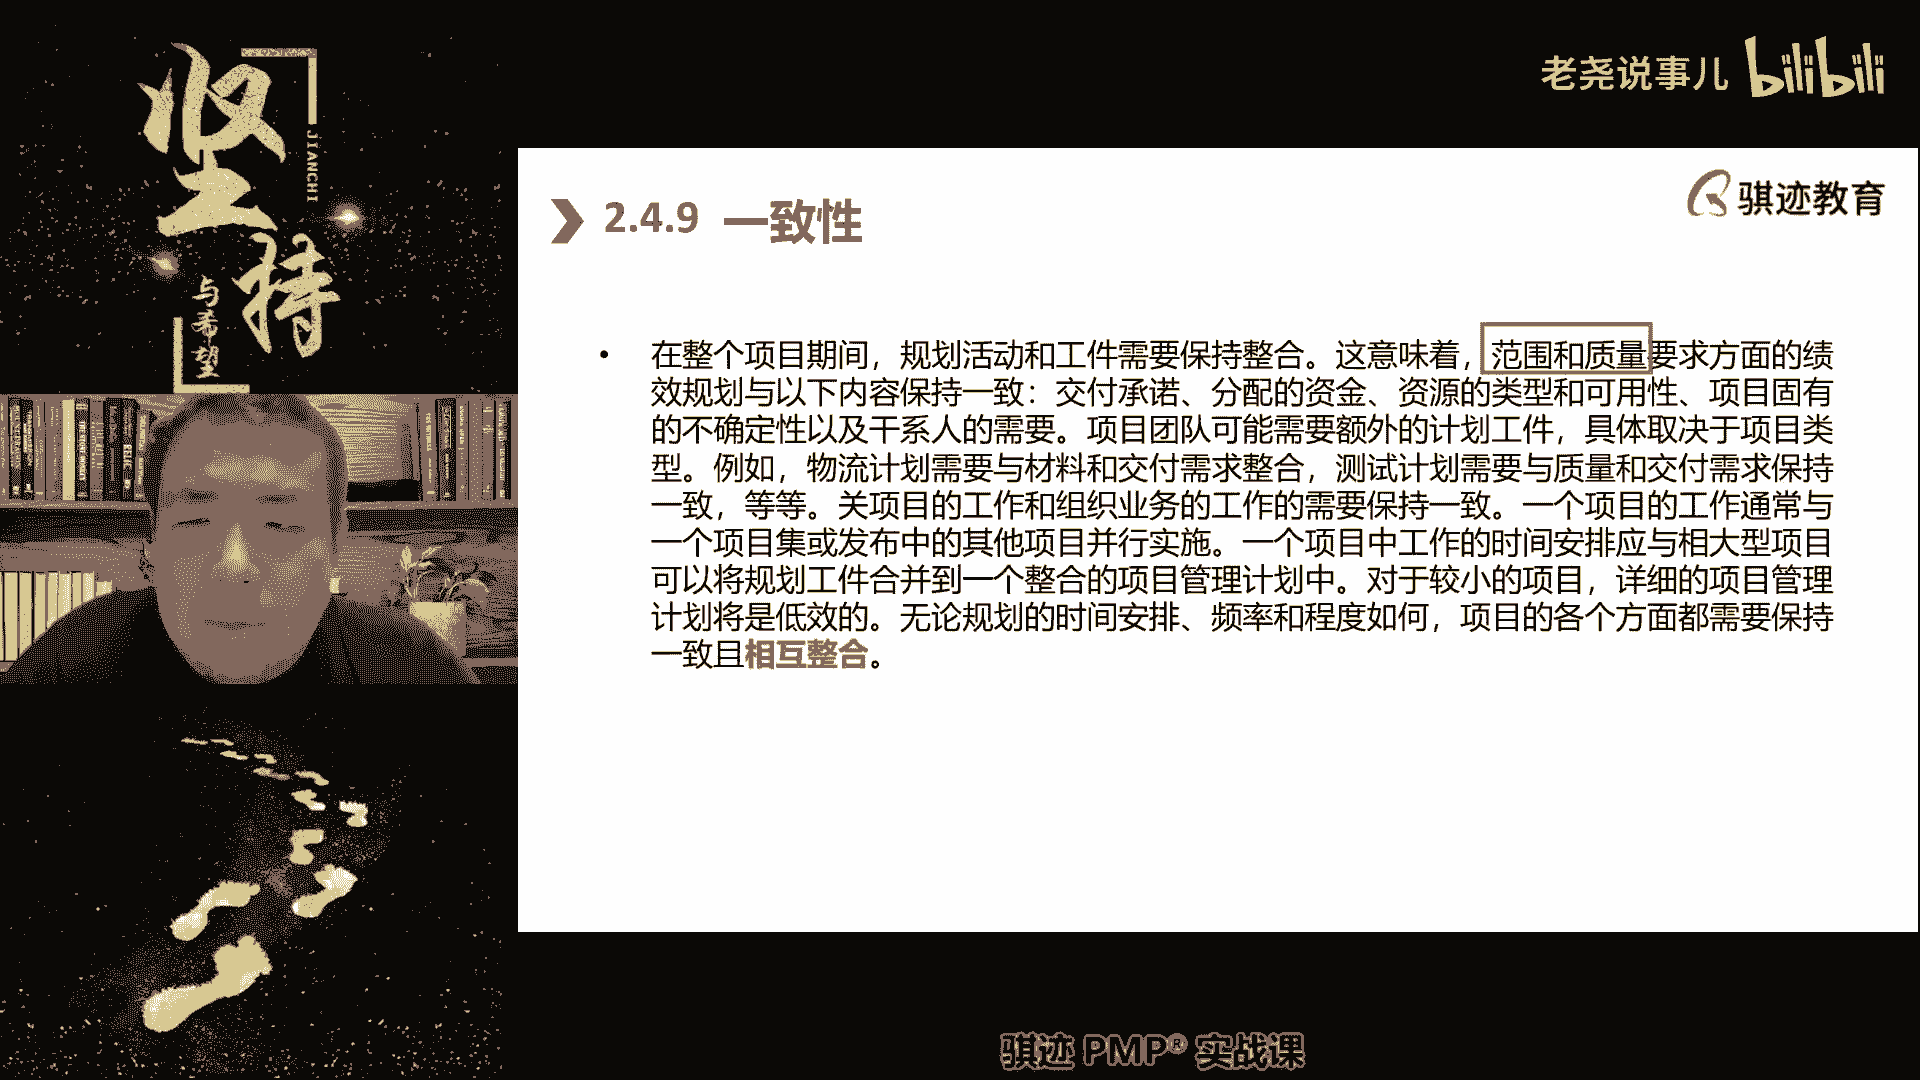 坚持
JIANCHI
与希望
老尧说事儿 bilibili
骐迹教育
2.4.9 一致性
• 在整个项目期间，规划活动和工件需要保持整合。这意味着，范围和质量要求方面的绩
效规划与以下内容保持一致：交付承诺、分配的资金、资源的类型和可用性、项目固有
的不确定性以及干系人的需要。项目团队可能需要额外的计划工件，具体取决于项目类
型。例如，物流计划需要与材料和交付需求整合，测试计划需要与质量和交付需求保持
一致，等等。关项目的工作和组织业务的工作的需要保持一致。一个项目的工作通常与
一个项目集或发布中的其他项目并行实施。一个项目中工作的时间安排应与相大型项目
可以将规划工件合并到一个整合的项目管理计划中。对于较小的项目，详细的项目管理
计划将是低效的。无论规划的时间安排、频率和程度如何，项目的各个方面都需要保持
一致且相互整合。
骐迹 PMP® 实战课